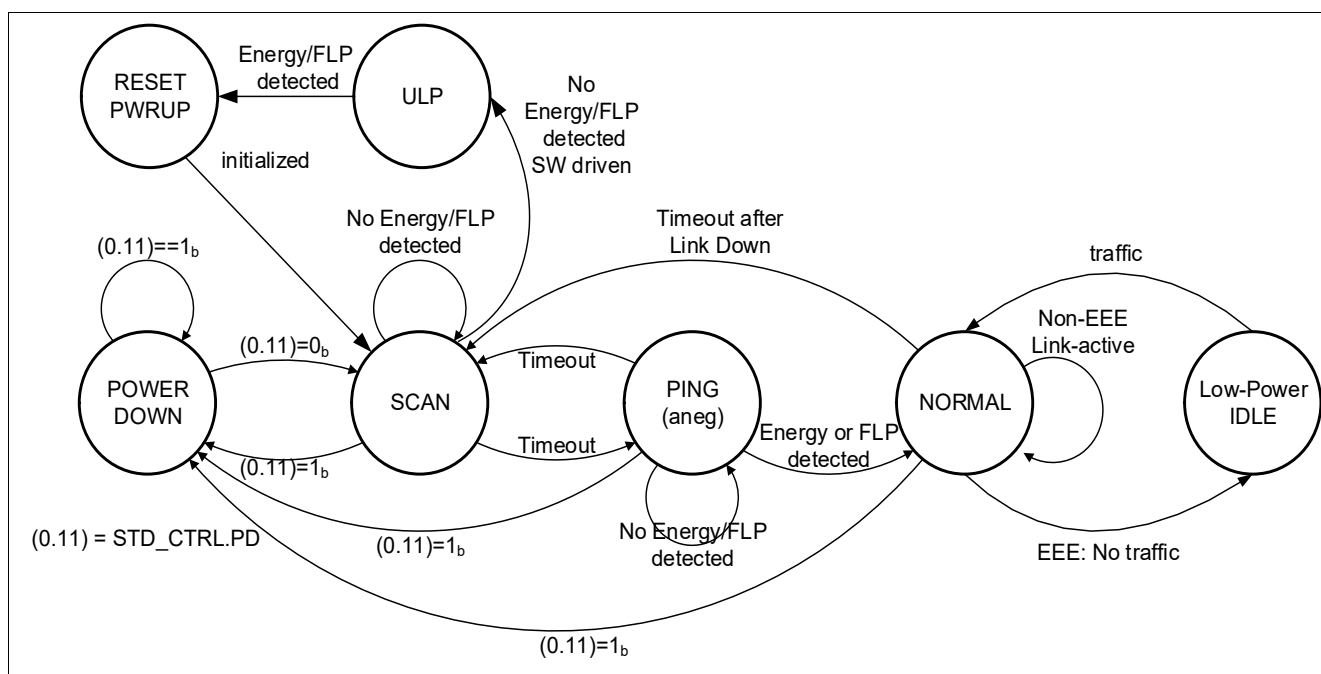 RESET
PWRUP
Energy/FLP
detected
ULP
No
Energy/FLP
detected
SW driven
initialized
No Energy/FLP
detected
Timeout after
Link Down
traffic
(0.11)==1b
Non-EEE
Link-active
(0.11)=0b
Timeout
POWER
DOWN
SCAN
PING
(aneg)
NORMAL
Low-Power
IDLE
Energy or FLP
detected
Timeout
(0.11)=1b
No Energy/FLP
detected
(0.11) = STD_CTRL.PD
(0.11)=1b
EEE: No traffic
(0.11)=1b